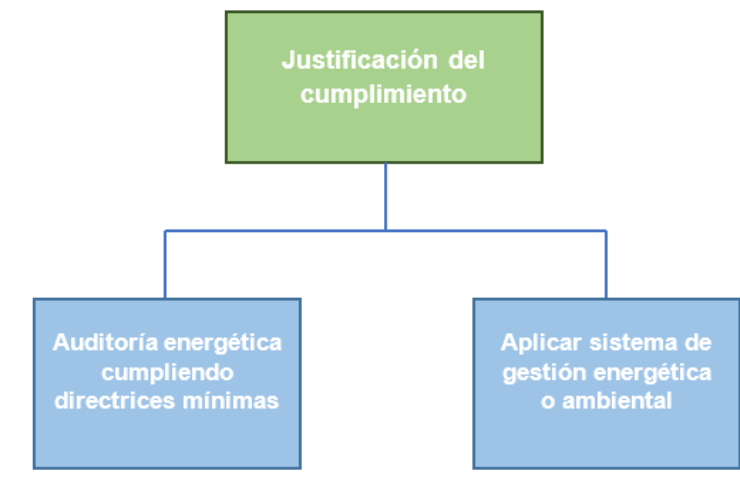 Justificación del
cumplimiento
Auditoría energética
cumpliendo
directrices mínimas
Aplicar sistema de
gestión energética
o ambiental